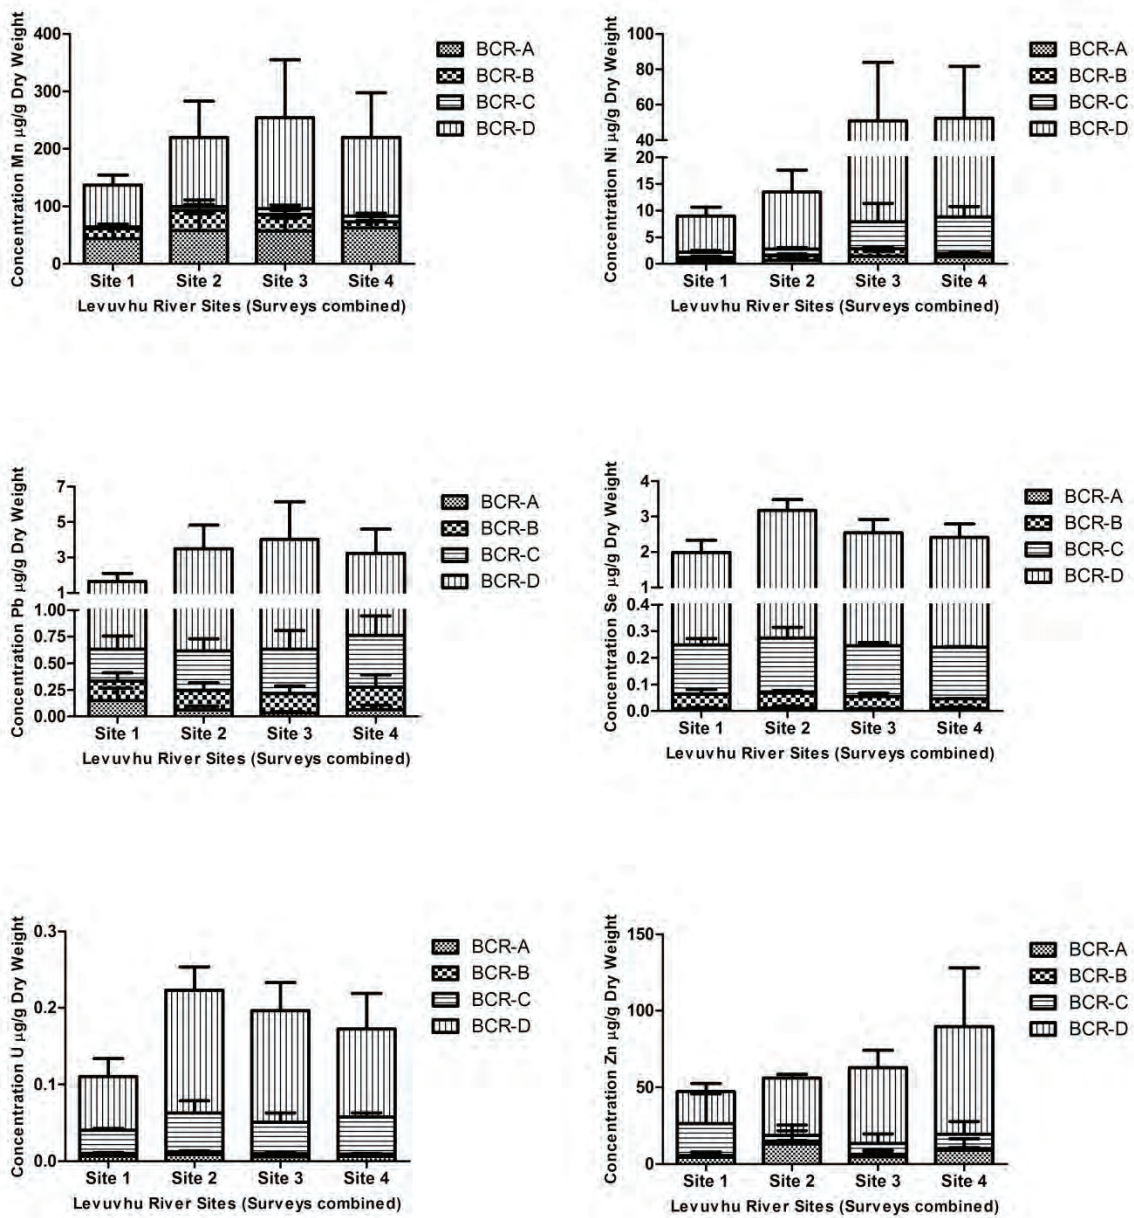 Concentration Mn µg/g Dry Weight
400
300
200
100
0
Site 1 Site 2 Site 3 Site 4
Levuvhu River Sites (Surveys combined)
BCR-A
BCR-B
BCR-C
BCR-D
Concentration Ni µg/g Dry Weight
100
80
60
40
20
15
10
5
0
Site 1 Site 2 Site 3 Site 4
Levuvhu River Sites (Surveys combined)
BCR-A
BCR-B
BCR-C
BCR-D
Concentration Pb µg/g Dry Weight
7
5
3
1
1.00
0.75
0.50
0.25
0.00
Site 1 Site 2 Site 3 Site 4
Levuvhu River Sites (Surveys combined)
BCR-A
BCR-B
BCR-C
BCR-D
Concentration Se µg/g Dry Weight
4
3
2
1
0.4
0.3
0.2
0.1
0.0
Site 1 Site 2 Site 3 Site 4
Levuvhu River Sites (Surveys combined)
BCR-A
BCR-B
BCR-C
BCR-D
Concentration U µg/g Dry Weight
0.3
0.2
0.1
0.0
Site 1 Site 2 Site 3 Site 4
Levuvhu River Sites (Surveys combined)
BCR-A
BCR-B
BCR-C
BCR-D
Concentration Zn µg/g Dry Weight
150
100
50
0
Site 1 Site 2 Site 3 Site 4
Levuvhu River Sites (Surveys combined)
BCR-A
BCR-B
BCR-C
BCR-D